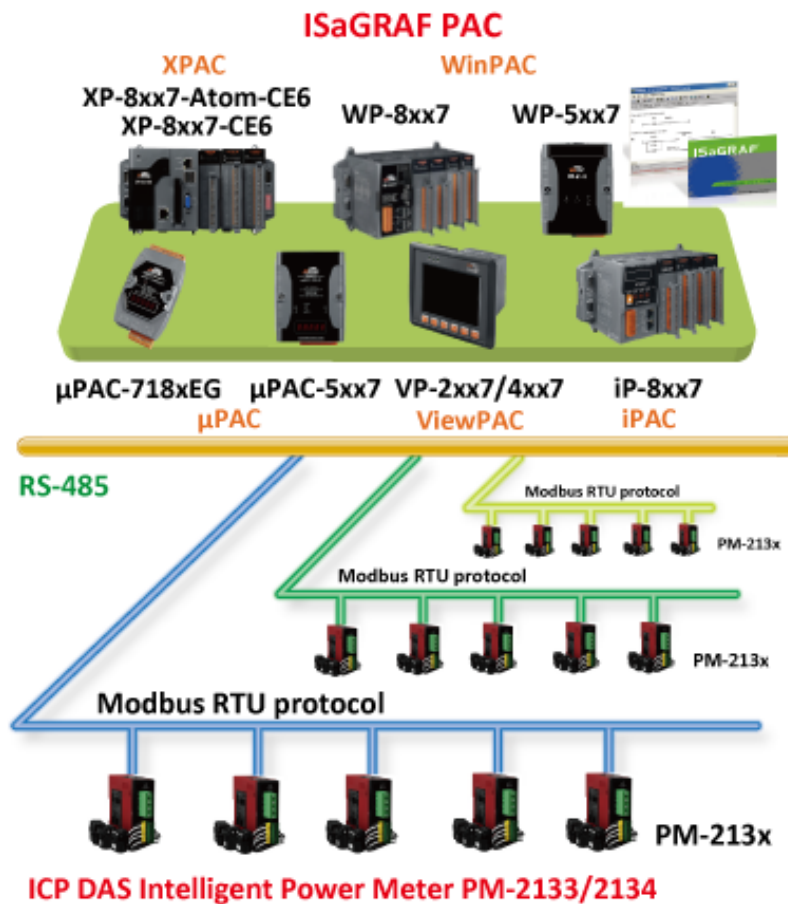 ISaGRAF PAC
XPAC
WinPAC
XP-8xx7-Atom-CE6
XP-8xx7-CE6
WP-8xx7
WP-5xx7
ISaGRAF
µPAC-718xEG
µPAC-5xx7
VP-2xx7/4xx7
iP-8xx7
µPAC
ViewPAC
iPAC
RS-485
Modbus RTU protocol
PM-213x
Modbus RTU protocol
PM-213x
Modbus RTU protocol
PM-213x
ICP DAS Intelligent Power Meter PM-2133/2134